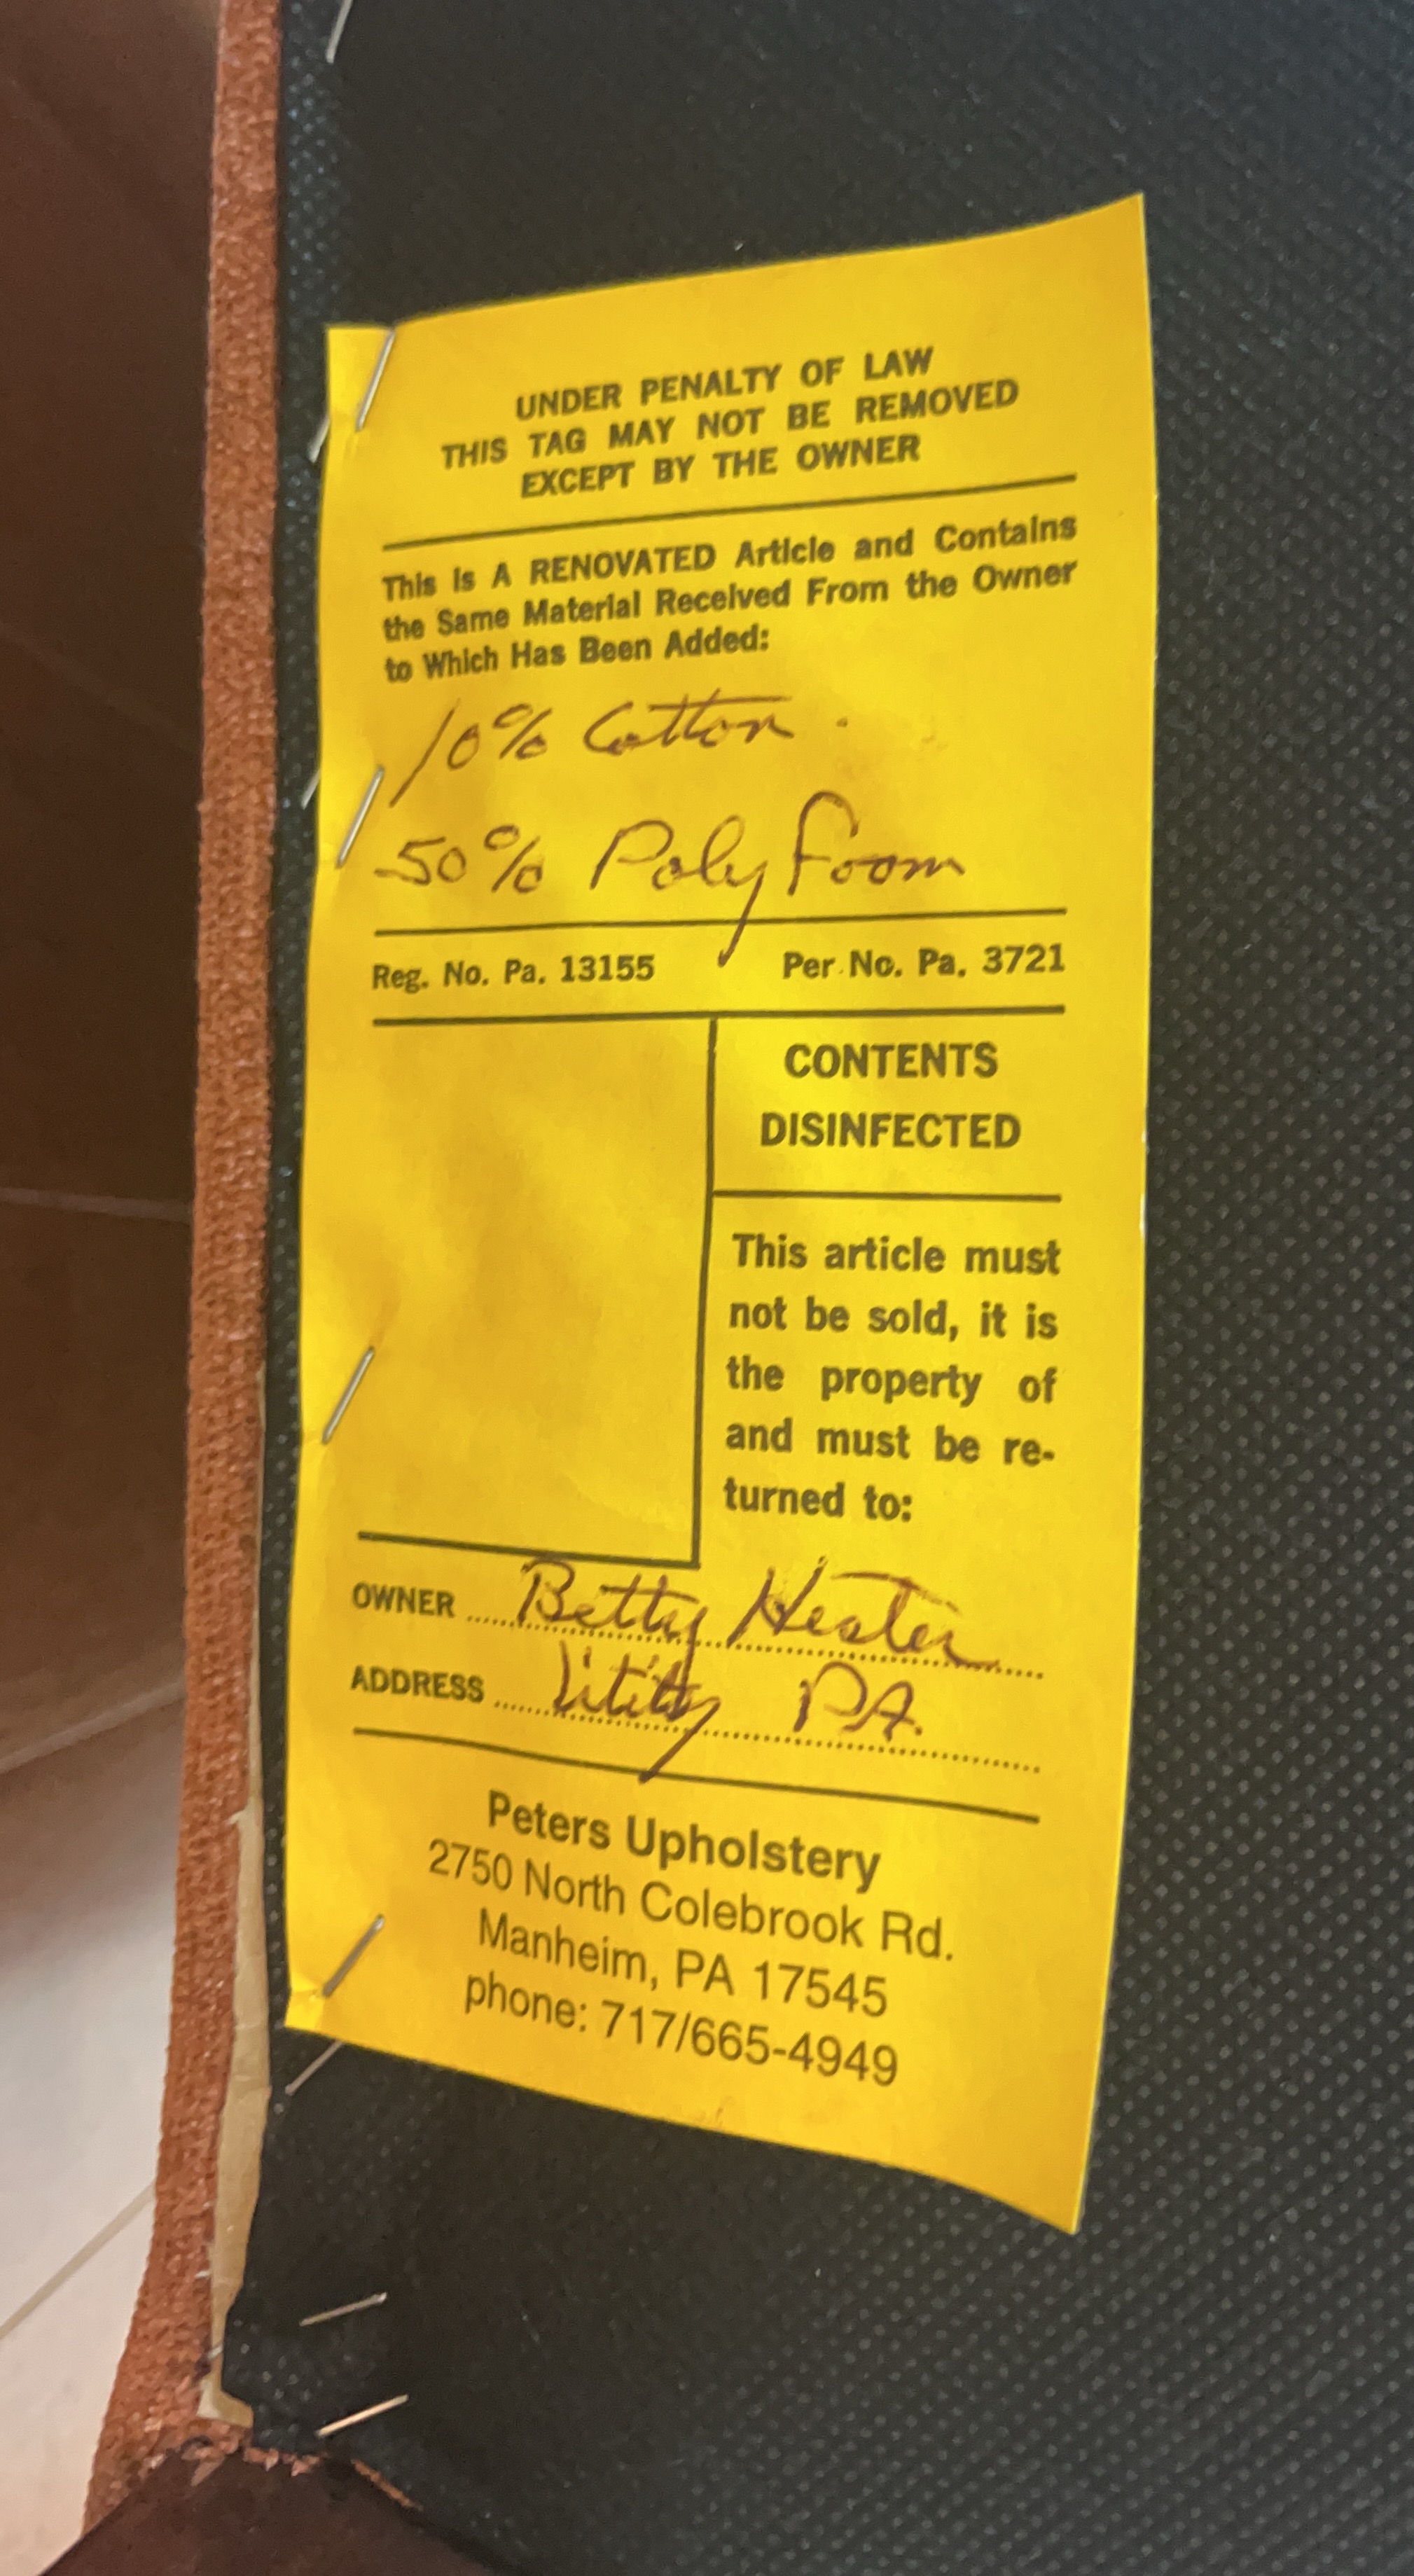 UNDER PENALTY OF LAW
THIS TAG MAY NOT BE REMOVED
EXCEPT BY THE OWNER
This Is A RENOVATED Article and Contains
the Same Material Received From the Owner
to Which Has Been Added:
10% Cotton.
50% Poly Foam
Reg. No. Pa. 13155 Per. No. Pa. 3721
CONTENTS
DISINFECTED
This article must
not be sold, it is
the property of
and must be re-
turned to:
OWNER Betty Hester
ADDRESS Lititz PA.
Peters Upholstery
2750 North Colebrook Rd.
Manheim, PA 17545
phone: 717/665-4949